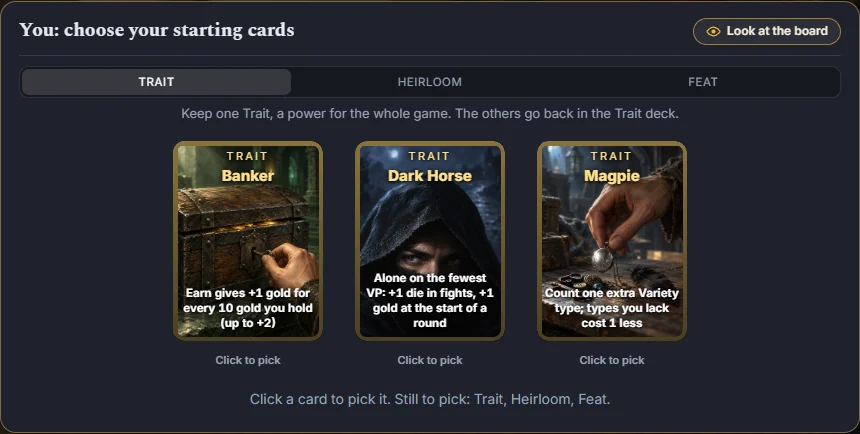 You: choose your starting cards
Look at the board
TRAIT
HEIRLOOM
FEAT
Keep one Trait, a power for the whole game. The others go back in the Trait deck.
TRAIT
Banker
Earn gives +1 gold for
every 10 gold you hold
(up to +2)
Click to pick
TRAIT
Dark Horse
Alone on the fewest
VP: +1 die in fights, +1
gold at the start of a
round
Click to pick
TRAIT
Magpie
Count one extra Variety
type; types you lack
cost 1 less
Click to pick
Click a card to pick it. Still to pick: Trait, Heirloom, Feat.